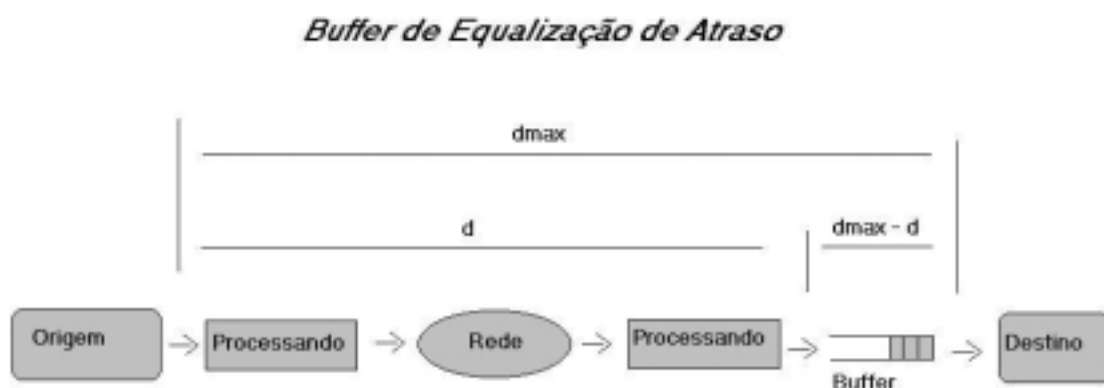 Buffer de Equalização de Atraso
dmax
d
dmax - d
Origem
Processando
Rede
Processando
Buffer
Destino